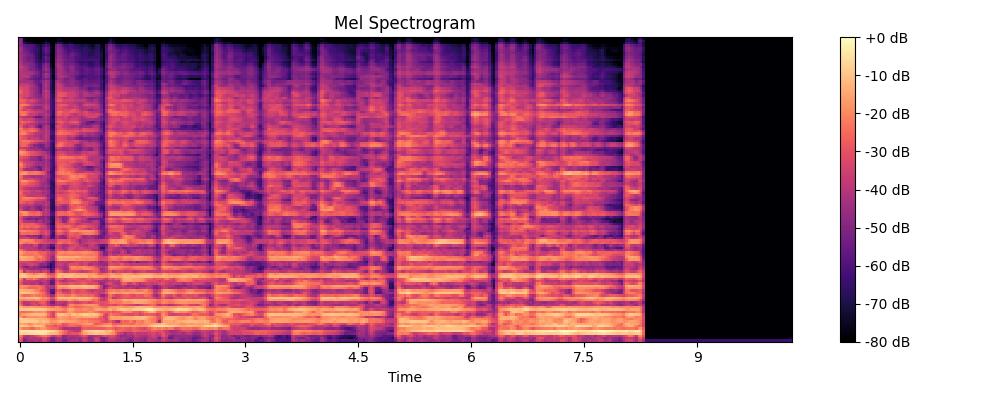 Mel Spectrogram
+0 dB
-10 dB
-20 dB
-30 dB
-40 dB
-50 dB
-60 dB
-70 dB
-80 dB
0 1.5 3 4.5 6 7.5 9
Time